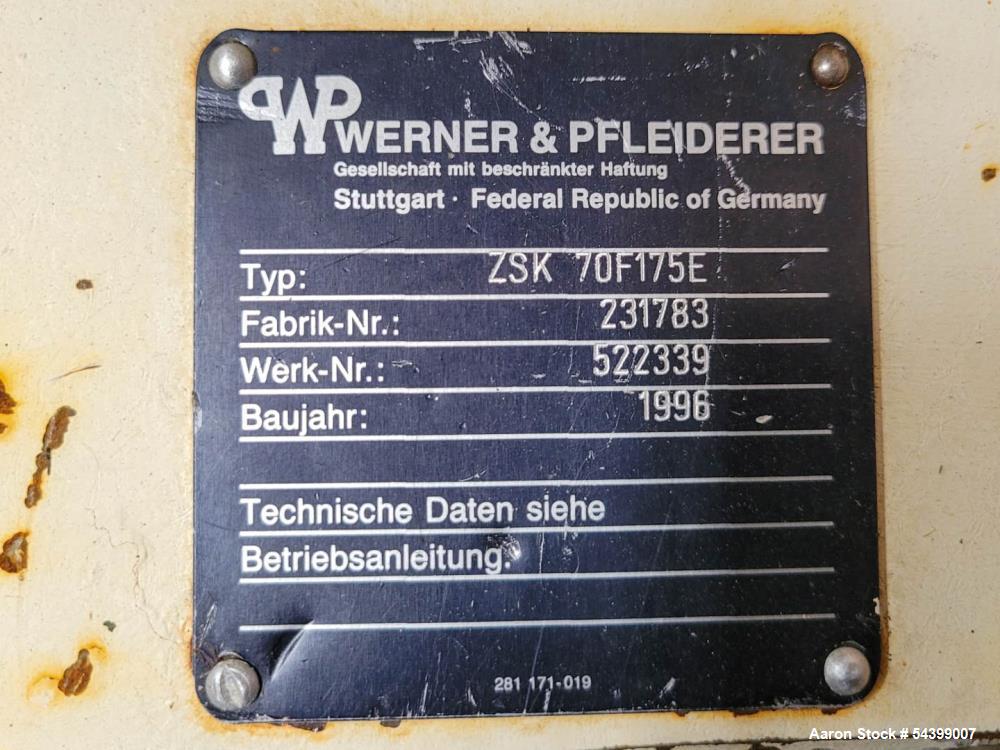 WP WERNER & PFLEIDERER
Gesellschaft mit beschränkter Haftung
Stuttgart · Federal Republic of Germany
Typ: ZSK 70F175E
Fabrik-Nr.: 231783
Werk-Nr.: 522339
Baujahr: 1996
Technische Daten siehe
Betriebsanleitung.
281 171-019
Aaron Stock # 54399007